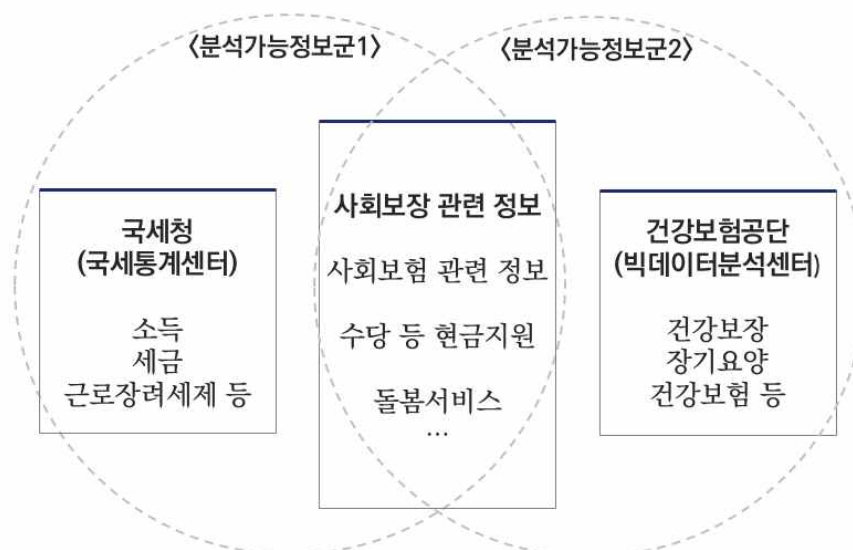 〈분석가능정보군1〉
〈분석가능정보군2〉
국세청
(국세통계센터)
소득
세금
근로장려세제 등
사회보장 관련 정보
사회보험 관련 정보
수당 등 현금지원
돌봄서비스
…
건강보험공단
(빅데이터분석센터)
건강보장
장기요양
건강보험 등